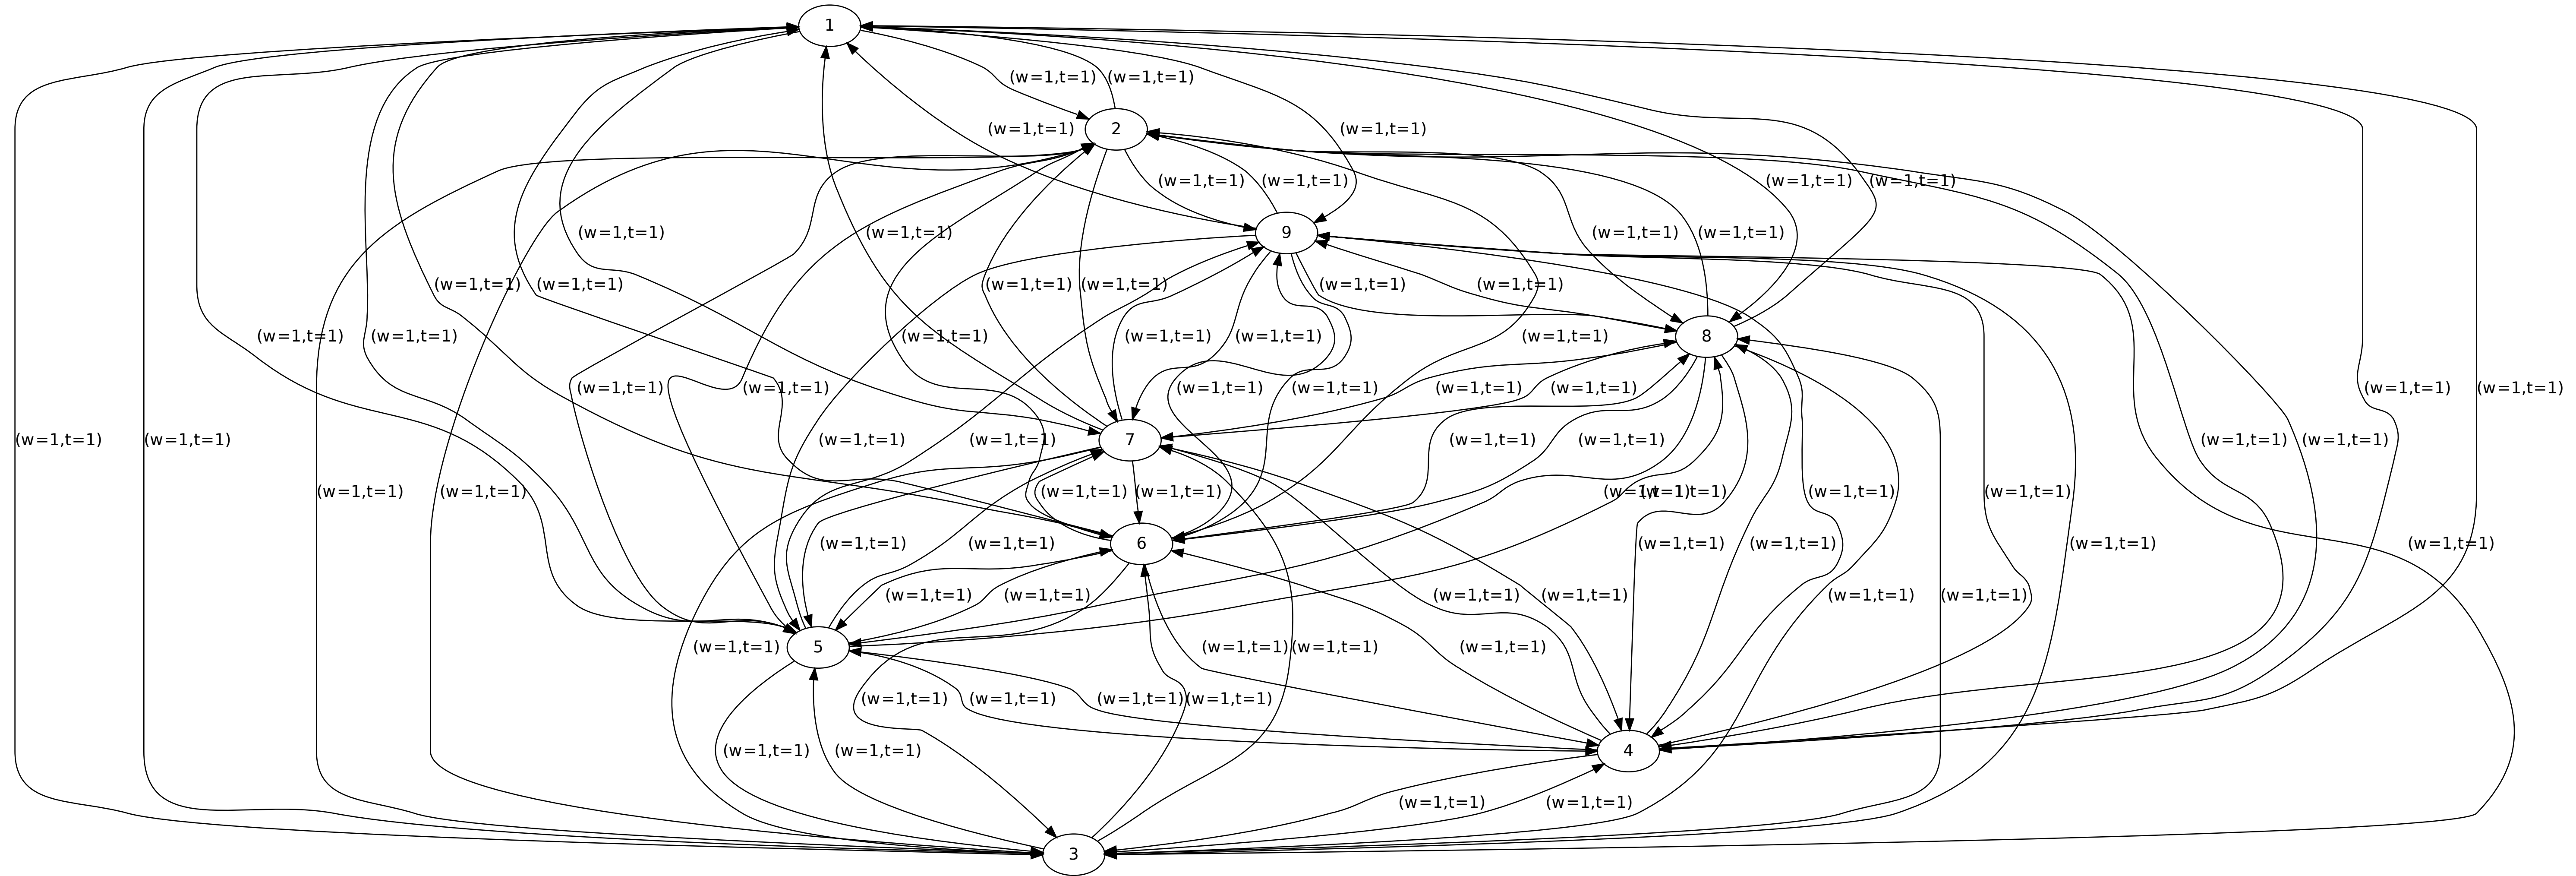 1
(w=1,t=1) (w=1,t=1)
(w=1,t=1) 2 (w=1,t=1)
(w=1,t=1) (w=1,t=1) (w=1,t=1) (w=1,t=1)
(w=1,t=1) (w=1,t=1) 9 (w=1,t=1) (w=1,t=1)
(w=1,t=1) (w=1,t=1) (w=1,t=1) (w=1,t=1) (w=1,t=1) (w=1,t=1)
(w=1,t=1) (w=1,t=1) (w=1,t=1) (w=1,t=1) (w=1,t=1) (w=1,t=1) 8
(w=1,t=1) (w=1,t=1) (w=1,t=1) (w=1,t=1) (w=1,t=1) (w=1,t=1) (w=1,t=1) (w=1,t=1)
(w=1,t=1) (w=1,t=1) (w=1,t=1) (w=1,t=1) 7 (w=1,t=1) (w=1,t=1) (w=1,t=1) (w=1,t=1)
(w=1,t=1) (w=1,t=1) (w=1,t=1) (w=1,t=1) (w=1,t=1) (w=1,t=1) (w=1,t=1) (w=1,t=1)
(w=1,t=1) (w=1,t=1) 6 (w=1,t=1) (w=1,t=1) (w=1,t=1) (w=1,t=1)
(w=1,t=1) (w=1,t=1) (w=1,t=1) (w=1,t=1) (w=1,t=1) (w=1,t=1)
(w=1,t=1) 5 (w=1,t=1) (w=1,t=1) (w=1,t=1)
(w=1,t=1) (w=1,t=1) (w=1,t=1) (w=1,t=1)
(w=1,t=1) (w=1,t=1) 4
(w=1,t=1) (w=1,t=1)
3